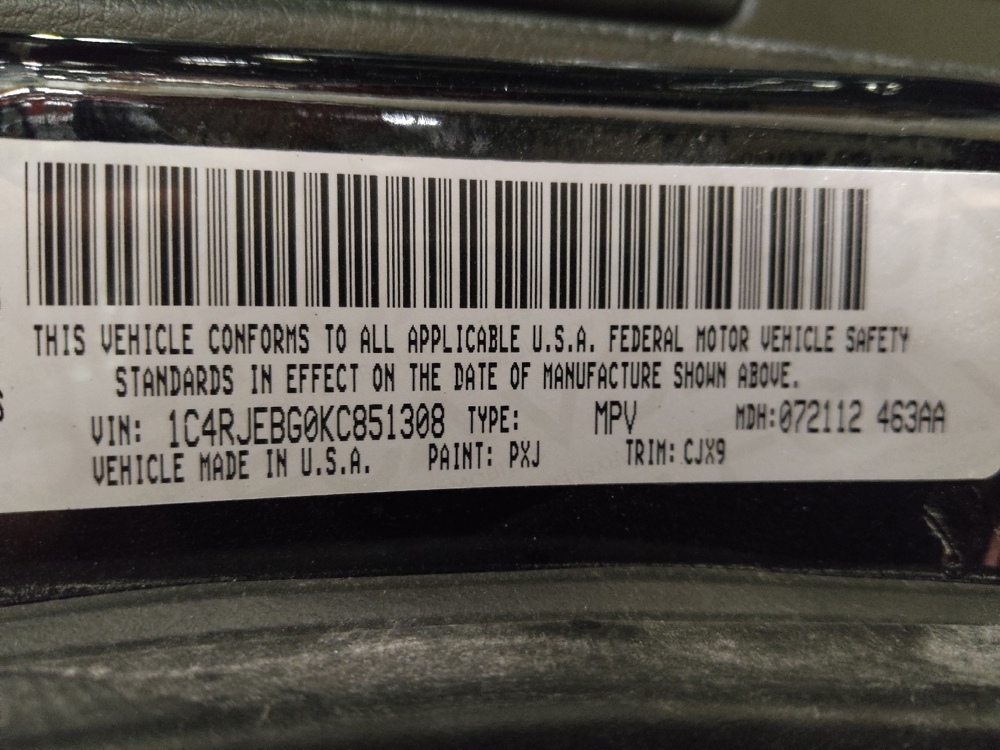 THIS VEHICLE CONFORMS TO ALL APPLICABLE U.S.A. FEDERAL MOTOR VEHICLE SAFETY
STANDARDS IN EFFECT ON THE DATE OF MANUFACTURE SHOWN ABOVE.
VIN: 1C4RJEBG0KC851308 TYPE: MPV MDH:072112 463AA
VEHICLE MADE IN U.S.A. PAINT: PXJ TRIM: CJX9